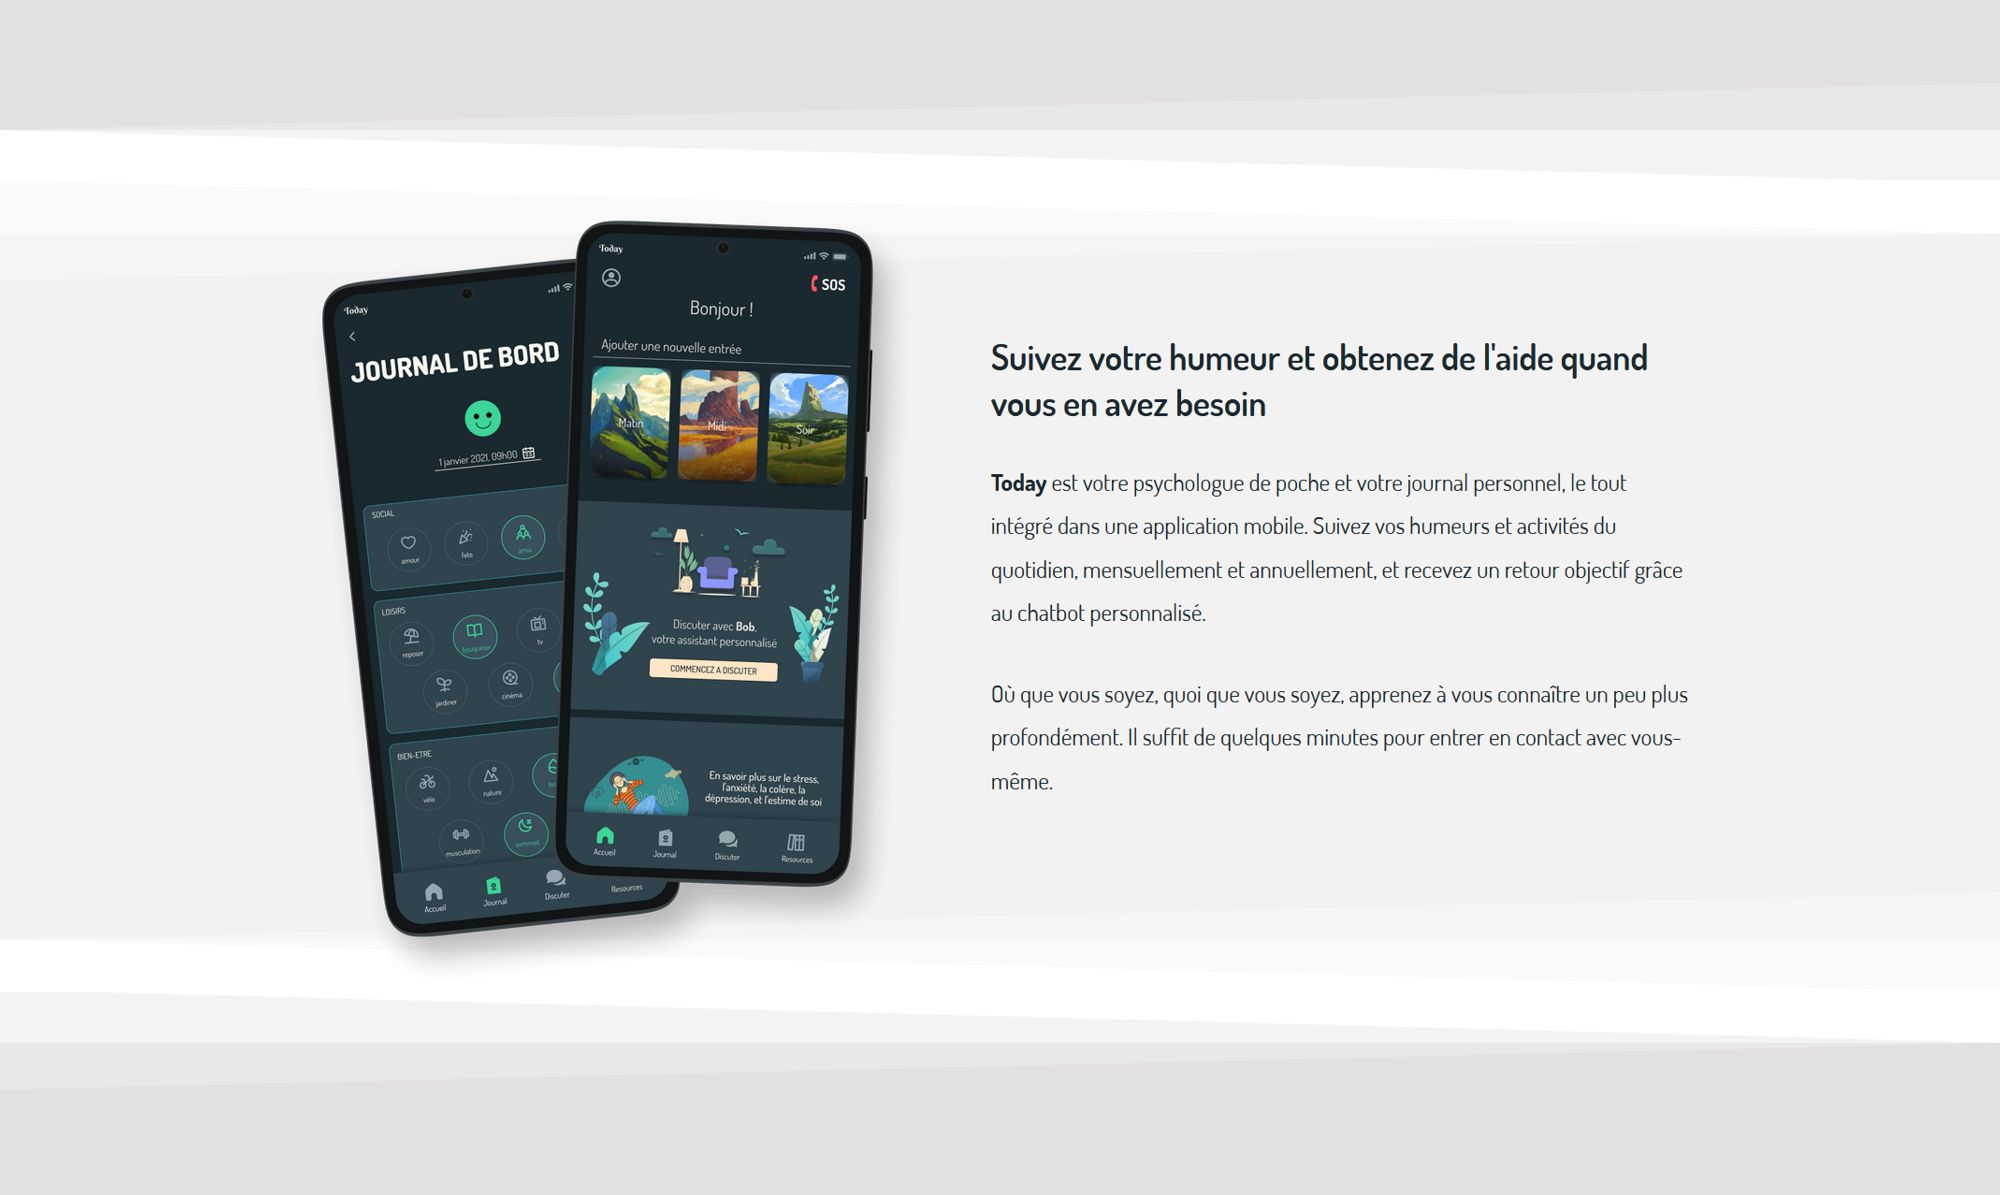 Today
JOURNAL DE BORD
1 janvier 2021, 09h00
SOCIAL
amour
fete
amis
LOISIRS
reposer
bouquiner
tv
jardiner
cinéma
BIEN-ETRE
vélo
nature
musculation
sommeil
Accueil
Journal
Discuter
Resources
Today
SOS
Bonjour !
Ajouter une nouvelle entrée
Matin
Midi
Soir
Discuter avec Bob,
votre assistant personnalisé
COMMENCEZ A DISCUTER
En savoir plus sur le stress,
l'anxiété, la colère, la
dépression, et l'estime de soi
Accueil
Journal
Discuter
Resources
Suivez votre humeur et obtenez de l'aide quand
vous en avez besoin
Today est votre psychologue de poche et votre journal personnel, le tout
intégré dans une application mobile. Suivez vos humeurs et activités du
quotidien, mensuellement et annuellement, et recevez un retour objectif grâce
au chatbot personnalisé.
Où que vous soyez, quoi que vous soyez, apprenez à vous connaître un peu plus
profondément. Il suffit de quelques minutes pour entrer en contact avec vous-
même.